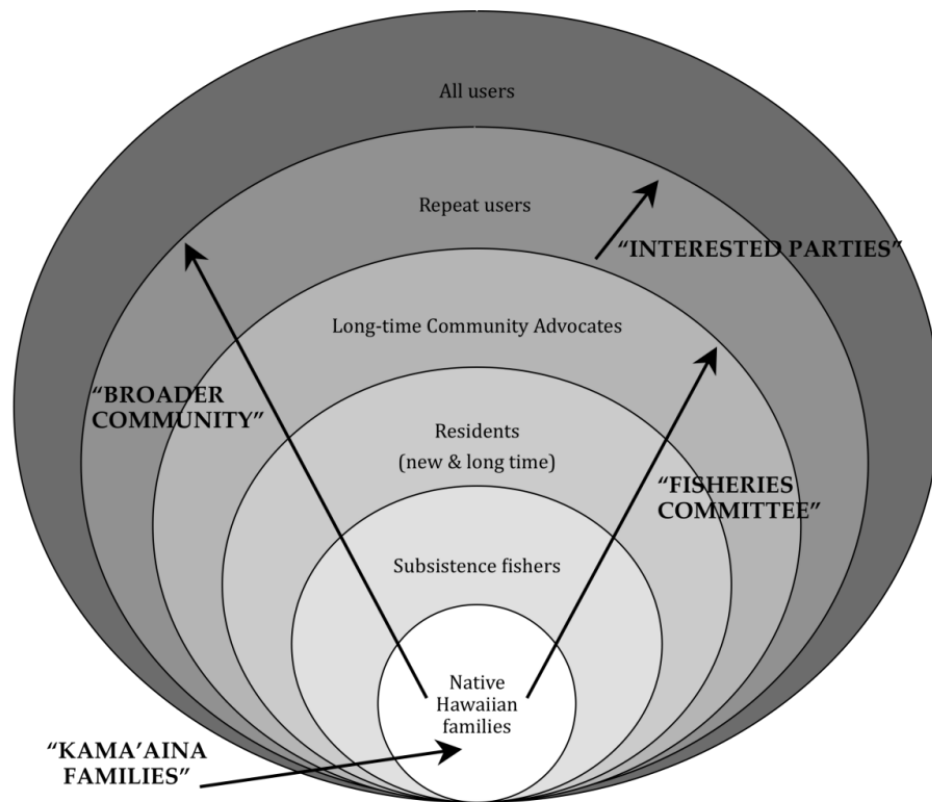 All users
Repeat users
“INTERESTED PARTIES”
Long-time Community Advocates
“BROADER
COMMUNITY”
Residents
(new & long time)
“FISHERIES
COMMITTEE”
Subsistence fishers
Native
Hawaiian
families
“KAMA’AINA
FAMILIES”